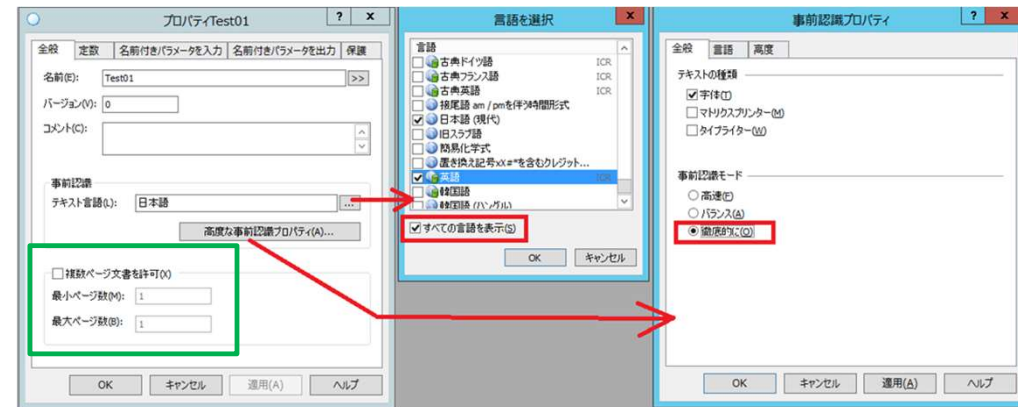 プロパティTest01
? x
全般 定数 名前付きパラメータを入力 名前付きパラメータを出力 保護
名前(E): Test01 >>
バージョン(V): 0
コメント(C):
事前認識
テキスト言語(L): 日本語 ...
高度な事前認識プロパティ(A)...
複数ページ文書を許可(X)
最小ページ数(M): 1
最大ページ数(B): 1
OK キャンセル 適用(A) ヘルプ
言語を選択
x
言語
古典ドイツ語 ICR
古典フランス語 ICR
古典英語 ICR
接尾語 am / pmを伴う時間形式
日本語 (現代)
旧スラブ語
簡易化学式
置き換え記号xX#*を含むクレジット...
英語 ICR
韓国語
韓国語 (ハングル)
すべての言語を表示(S)
OK キャンセル
事前認識プロパティ
? x
全般 言語 高度
テキストの種類
字体(T)
マトリクスプリンター(M)
タイプライター(W)
事前認識モード
高速(F)
バランス(A)
徹底的に(O)
OK キャンセル 適用(A) ヘルプ